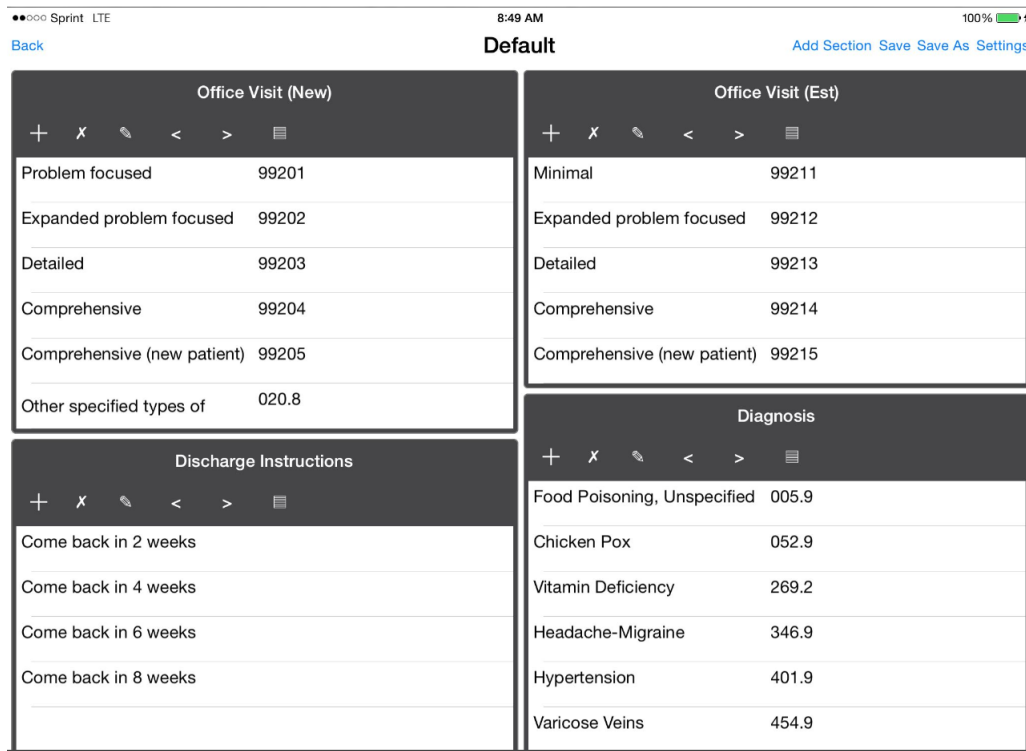 Sprint LTE 8:49 AM 100%
Back Default Add Section Save Save As Settings
Office Visit (New)
Problem focused 99201
Expanded problem focused 99202
Detailed 99203
Comprehensive 99204
Comprehensive (new patient) 99205
Other specified types of 020.8
Discharge Instructions
Come back in 2 weeks
Come back in 4 weeks
Come back in 6 weeks
Come back in 8 weeks
Office Visit (Est)
Minimal 99211
Expanded problem focused 99212
Detailed 99213
Comprehensive 99214
Comprehensive (new patient) 99215
Diagnosis
Food Poisoning, Unspecified 005.9
Chicken Pox 052.9
Vitamin Deficiency 269.2
Headache-Migraine 346.9
Hypertension 401.9
Varicose Veins 454.9